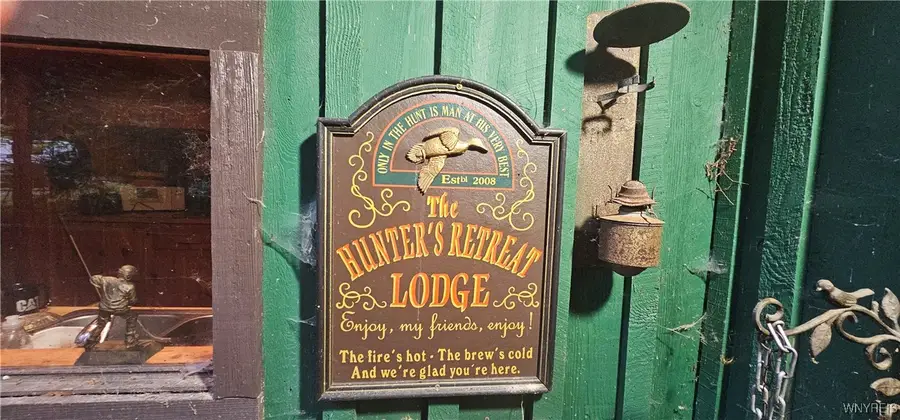 ONLY IN THE HUNT IS MAN AT HIS VERY BEST
Estbl 2008
The
HUNTER'S RETREAT
LODGE
Enjoy, my friends, enjoy!
The fire's hot - The brew's cold
And we're glad you're here.
CAT
WNYREIS